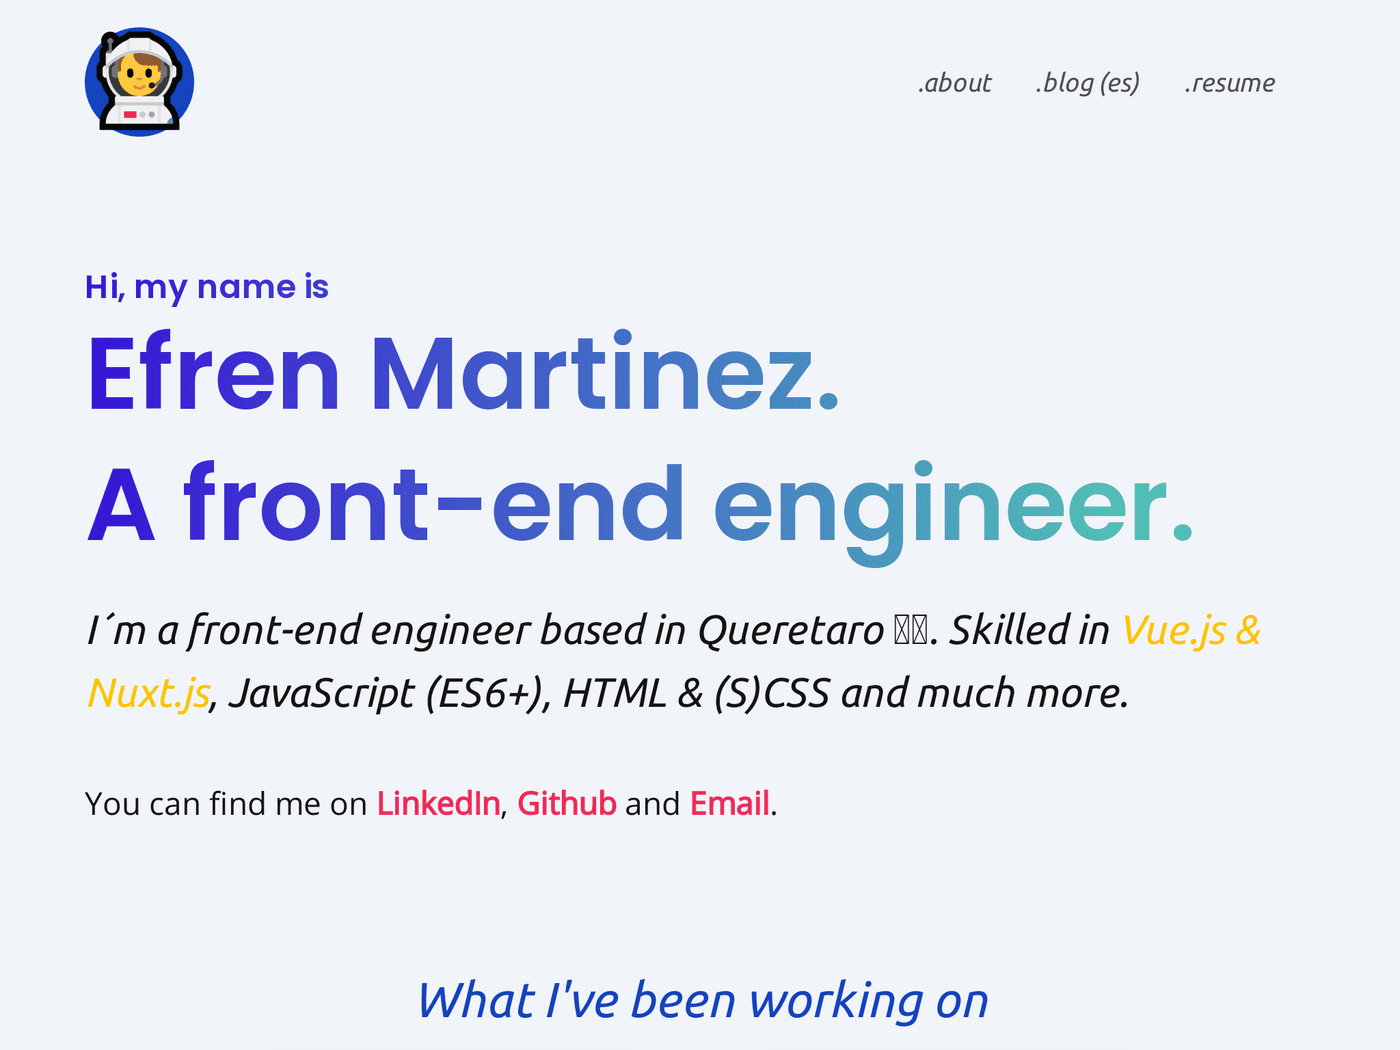 .about .blog (es) .resume
Hi, my name is
Efren Martinez.
A front-end engineer.
I´m a front-end engineer based in Queretaro . Skilled in Vue.js &
Nuxt.js, JavaScript (ES6+), HTML & (S)CSS and much more.
You can find me on LinkedIn, Github and Email.
What I've been working on